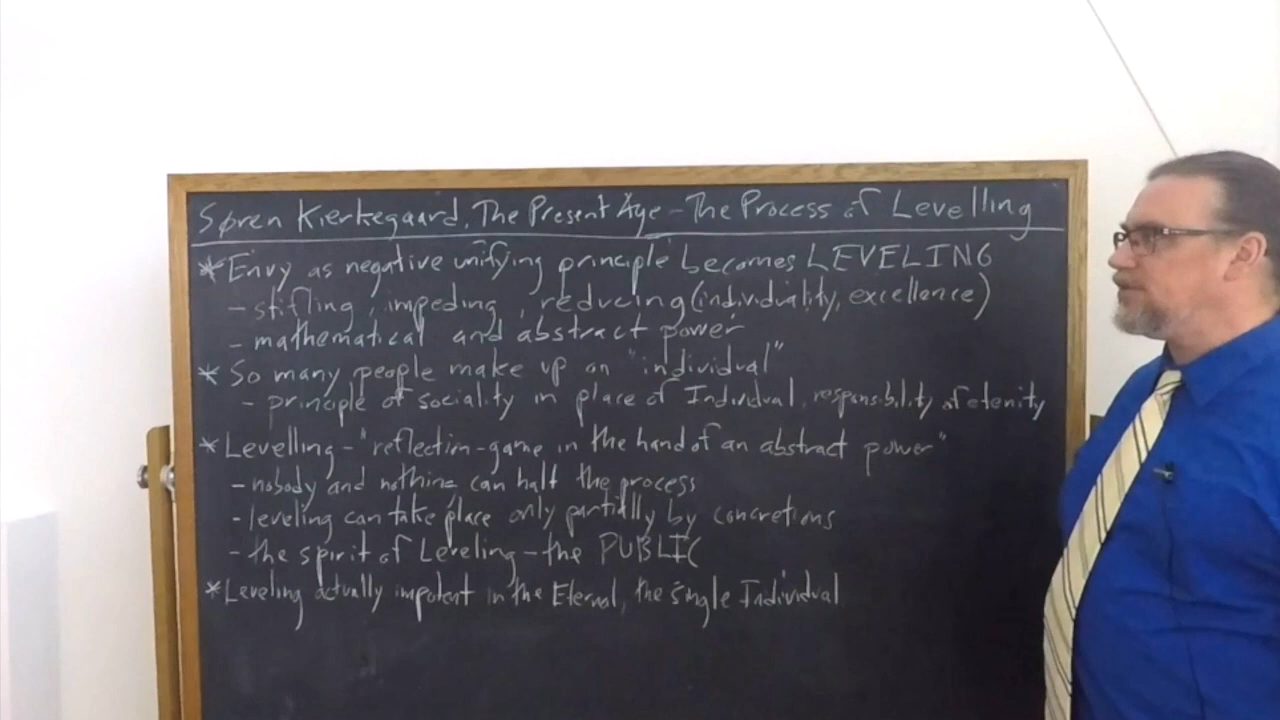 Søren Kierkegaard, The Present Age - The Process of Levelling
* Envy as negative unifying principle becomes LEVELING
- stifling, impeding, reducing (individuality, excellence)
- mathematical and abstract power
* So many people make up an "individual"
- principle of sociality in place of Individual, responsibility of eternity
* Levelling - "reflection-game in the hand of an abstract power"
- nobody and nothing can halt the process
- leveling can take place only partially by concretions
- the spirit of Leveling - the PUBLIC
* Leveling actually impotent in the Eternal, the single Individual